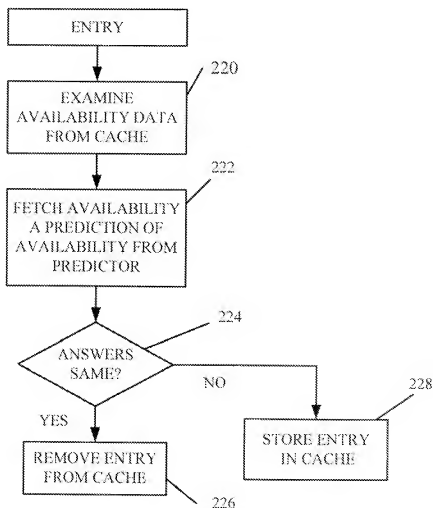 ENTRY
220
EXAMINE
AVAILABILITY DATA
FROM CACHE
222
FETCH AVAILABILITY
A PREDICTION OF
AVAILABILITY FROM
PREDICTOR
224
ANSWERS
SAME?
NO
228
YES
STORE ENTRY
IN CACHE
REMOVE ENTRY
FROM CACHE
226